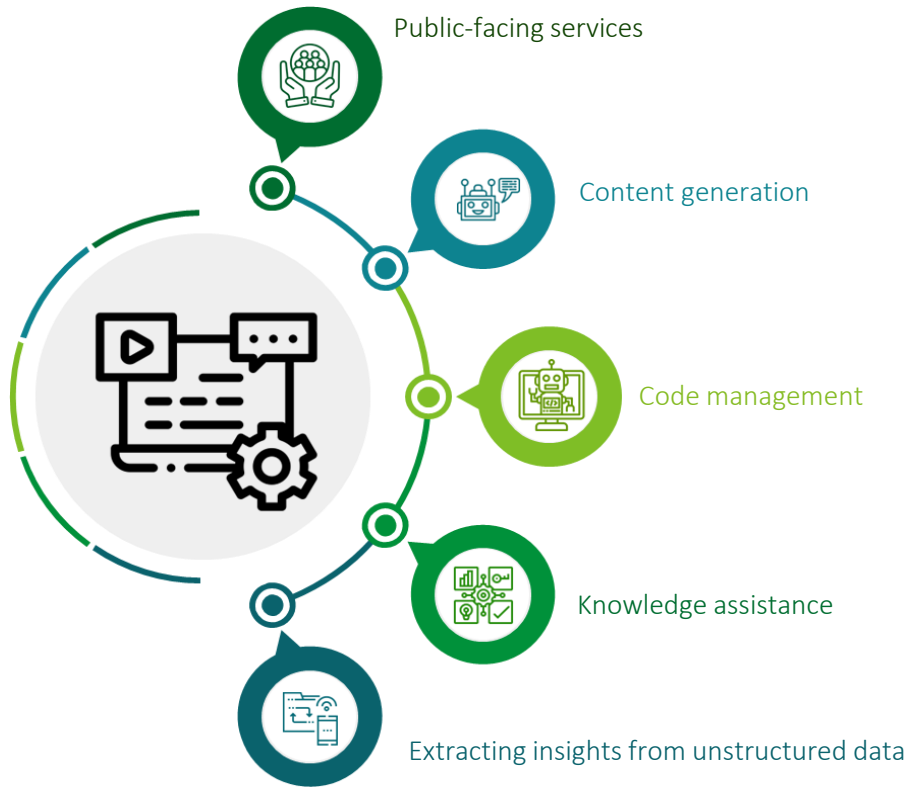 Public-facing services
Content generation
Code management
Knowledge assistance
Extracting insights from unstructured data